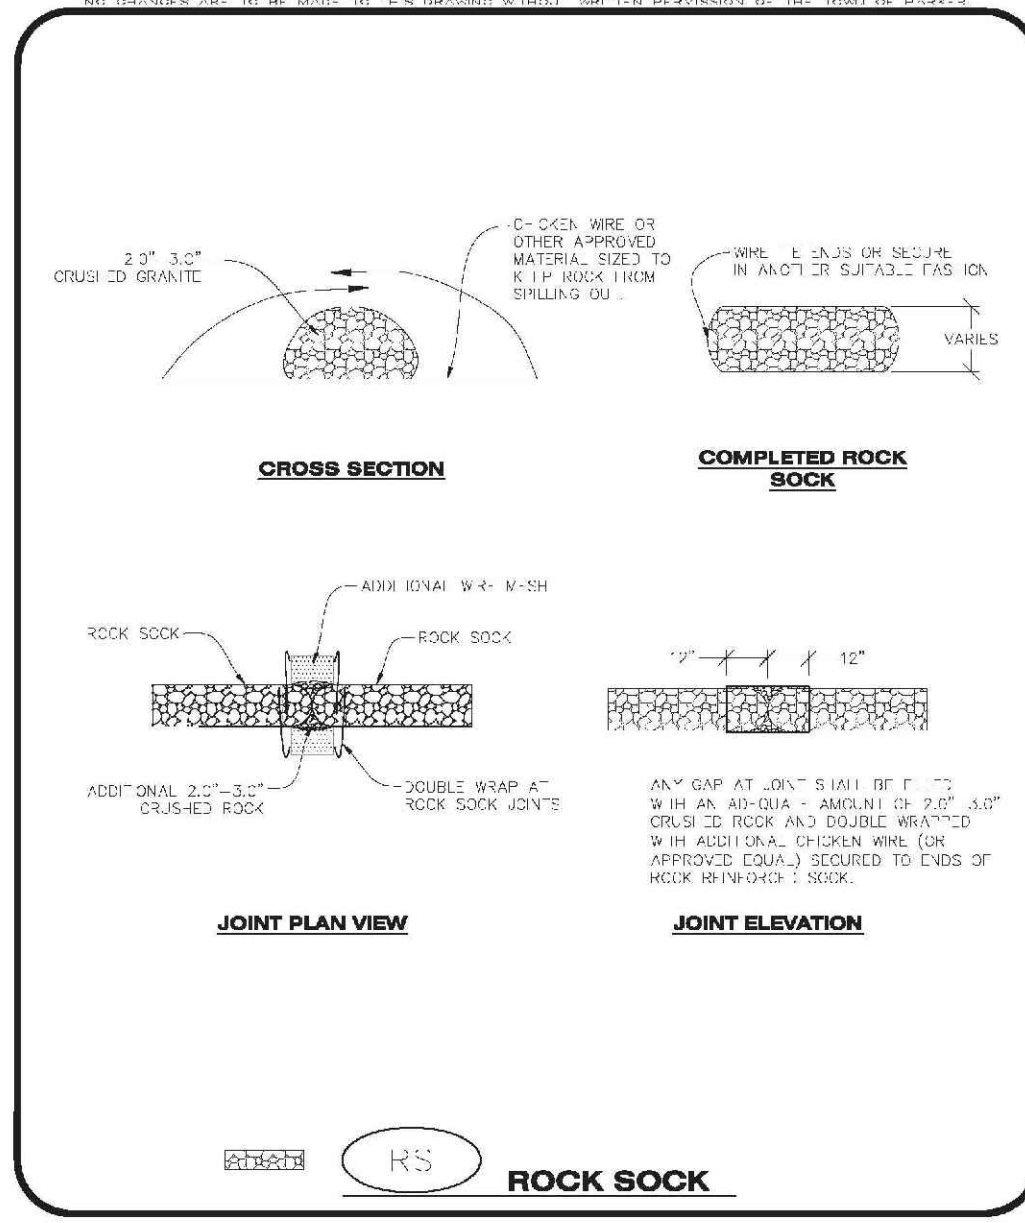 NO CHANGES ARE TO BE MADE TO THIS DRAWING WITHOUT WRITTEN PERMISSION OF THE TOWN OF PARKER
2.0" 3.0"
CRUSHED GRANITE
CHICKEN WIRE OR
OTHER APPROVED
MATERIAL SIZED TO
KEEP ROCK FROM
SPILLING OUT.
CROSS SECTION
WIRE TIE ENDS OR SECURE
IN ANOTHER SUITABLE FASHION
VARIES
COMPLETED ROCK
SOCK
ADDITIONAL WIRE MESH
ROCK SOCK
ROCK SOCK
ADDITIONAL 2.0"-3.0"
CRUSHED ROCK
DOUBLE WRAP AT
ROCK SOCK JOINTS
JOINT PLAN VIEW
12" 12"
ANY GAP AT JOINT SHALL BE FILLED
WITH AN ADEQUATE AMOUNT OF 2.0" 3.0"
CRUSHED ROCK AND DOUBLE WRAPPED
WITH ADDITIONAL CHICKEN WIRE (OR
APPROVED EQUAL) SECURED TO ENDS OF
ROCK REINFORCED SOCK.
JOINT ELEVATION
RS
ROCK SOCK